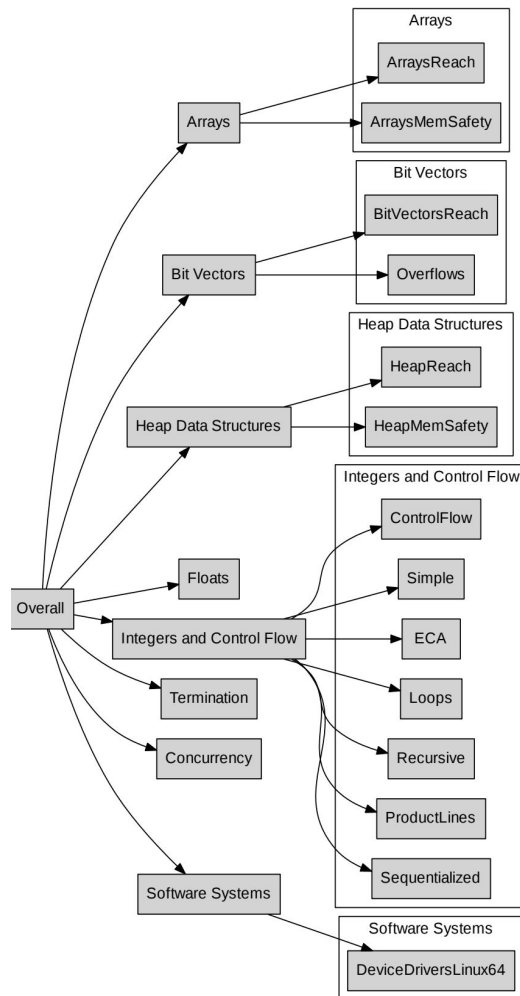 Arrays
ArraysReach
Arrays
ArraysMemSafety
Bit Vectors
BitVectorsReach
Bit Vectors
Overflows
Heap Data Structures
HeapReach
Heap Data Structures
HeapMemSafety
Integers and Control Flow
ControlFlow
Floats
Simple
Overall
Integers and Control Flow
ECA
Termination
Loops
Concurrency
Recursive
ProductLines
Software Systems
Sequentialized
Software Systems
DeviceDriversLinux64